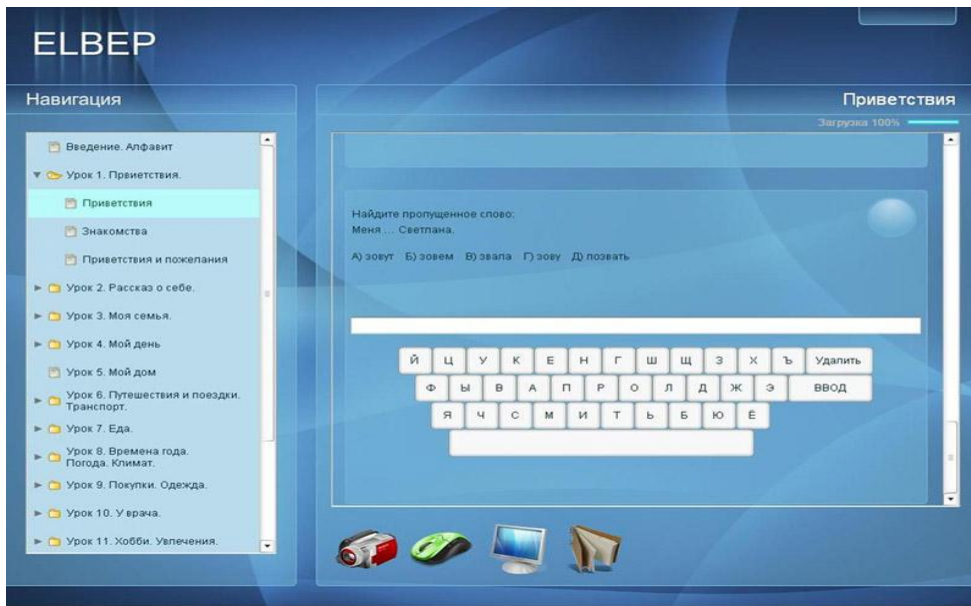 ELBEP
Навигация
Введение. Алфавит
Урок 1. Првиетствия.
Приветствия
Знакомства
Приветствия и пожелания
Урок 2. Рассказ о себе.
Урок 3. Моя семья.
Урок 4. Мой день
Урок 5. Мой дом
Урок 6. Путешествия и поездки.
Транспорт.
Урок 7. Еда.
Урок 8. Времена года.
Погода. Климат.
Урок 9. Покупки. Одежда.
Урок 10. У врача.
Урок 11. Хобби. Увлечения.
Приветствия
Загрузка 100%
Найдите пропущенное слово:
Меня ... Светлана.
А) зовут Б) зовем В) звала Г) зову Д) позвать
Й Ц У К Е Н Г Ш Щ З Х Ъ Удалить
Ф Ы В А П Р О Л Д Ж Э ВВОД
Я Ч С М И Т Ь Б Ю Ё